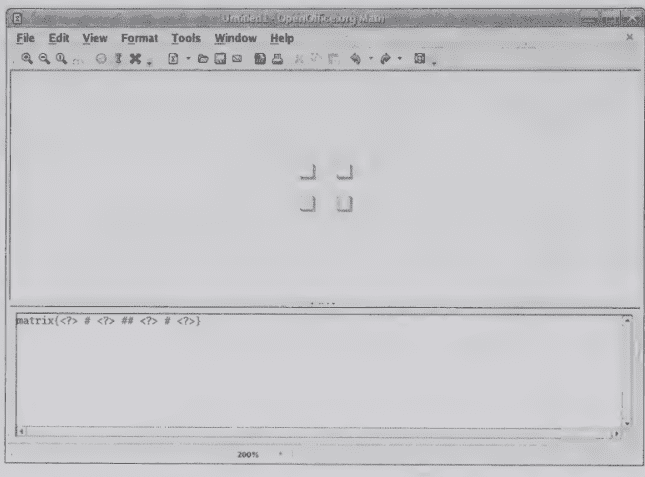 Untitled1 - OpenOffice.org Math
File Edit View Format Tools Window Help
matrix{<?> # <?> ## <?> # <?>}
200%